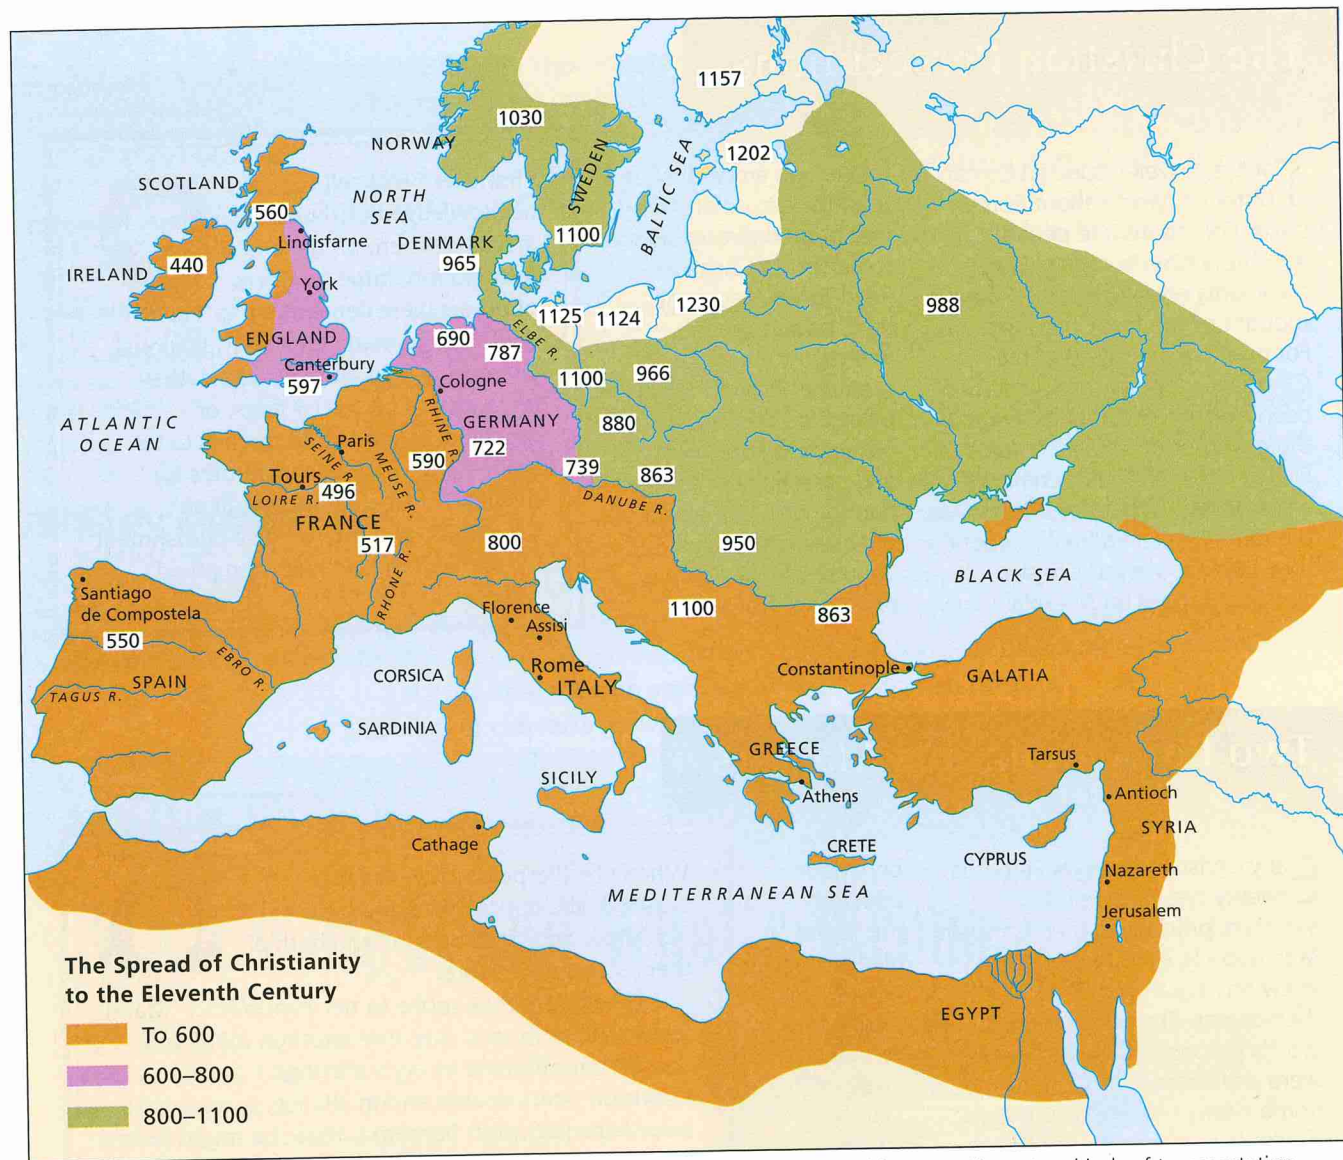 1157
1030
NORWAY
SWEDEN
BALTIC SEA
1202
SCOTLAND
NORTH
SEA
560
Lindisfarne
DENMARK
965
1100
IRELAND
440
York
988
1230
1125
1124
ELBE R.
ENGLAND
690
787
Canterbury
597
Cologne
1100
966
ATLANTIC
OCEAN
RHINE R.
GERMANY
880
Paris
SEINE R.
MEUSE R.
722
590
739
863
Tours
LOIRE R.
496
DANUBE R.
FRANCE
517
800
950
RHONE R.
BLACK SEA
Santiago
de Compostela
Florence
Assisi
1100
863
550
EBRO R.
SPAIN
TAGUS R.
CORSICA
Rome
ITALY
Constantinople
GALATIA
SARDINIA
GREECE
Tarsus
SICILY
Athens
Antioch
SYRIA
Cathage
CRETE
CYPRUS
Nazareth
MEDITERRANEAN SEA
Jerusalem
EGYPT
The Spread of Christianity
to the Eleventh Century
To 600
600–800
800–1100